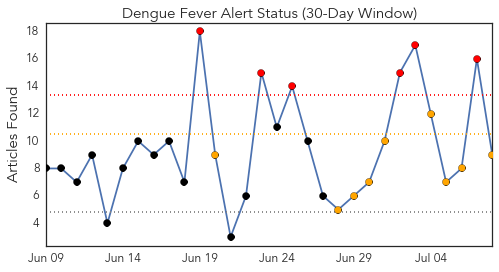 Dengue Fever Alert Status (30-Day Window)
Articles Found
18
16
14
12
10
8
6
4
Jun 09 Jun 14 Jun 19 Jun 24 Jun 29 Jul 04